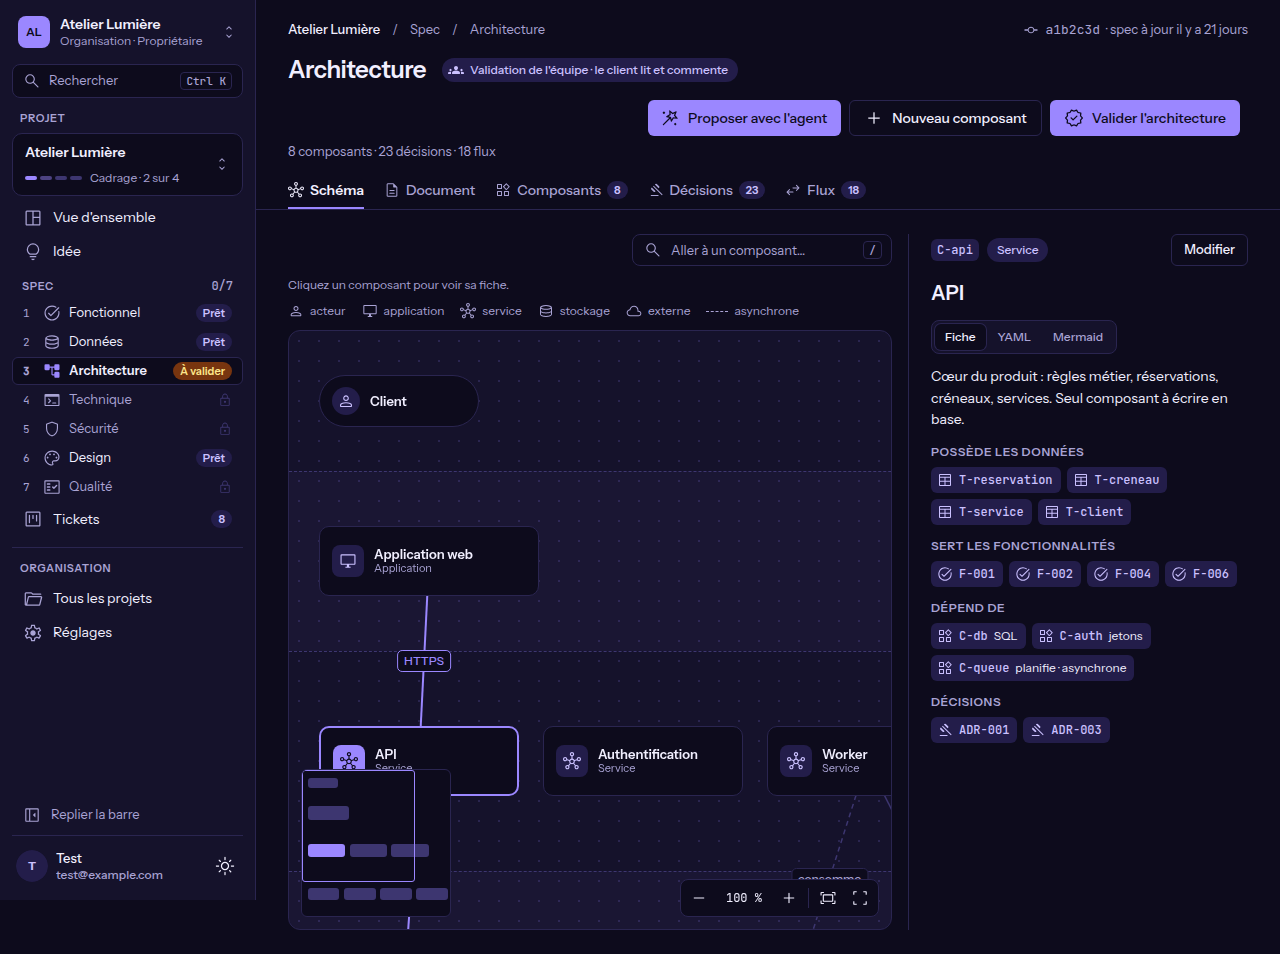 AL
Atelier Lumière
Organisation · Propriétaire
Rechercher
Ctrl K
PROJET
Atelier Lumière
Cadrage · 2 sur 4
Vue d'ensemble
Idée
SPEC 0/7
1 Fonctionnel Prêt
2 Données Prêt
3 Architecture À valider
4 Technique
5 Sécurité
6 Design Prêt
7 Qualité
Tickets 8
ORGANISATION
Tous les projets
Réglages
Replier la barre
T
Test
test@example.com
Atelier Lumière / Spec / Architecture
a1b2c3d · spec à jour il y a 21 jours
Architecture
Validation de l'équipe · le client lit et commente
Proposer avec l'agent
Nouveau composant
Valider l'architecture
8 composants · 23 décisions · 18 flux
Schéma
Document
Composants 8
Décisions 23
Flux 18
Aller à un composant... /
Cliquez un composant pour voir sa fiche.
acteur
application
service
stockage
externe
asynchrone
Client
Application web
Application
HTTPS
API
Service
Authentification
Service
Worker
Service
consomme
100 %
C-api
Service
Modifier
API
Fiche
YAML
Mermaid
Cœur du produit : règles métier, réservations,
créneaux, services. Seul composant à écrire en
base.
POSSÈDE LES DONNÉES
T-reservation
T-creneau
T-service
T-client
SERT LES FONCTIONNALITÉS
F-001
F-002
F-004
F-006
DÉPEND DE
C-db SQL
C-auth jetons
C-queue planifie · asynchrone
DÉCISIONS
ADR-001
ADR-003